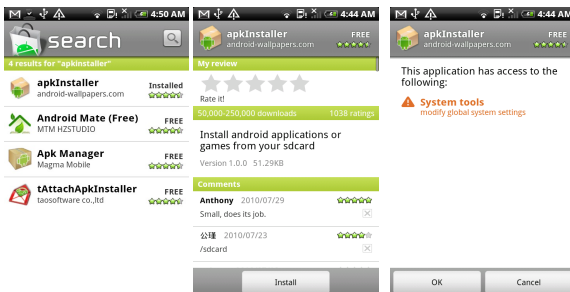 4:50 AM
search
4 results for "apkinstaller"
apkInstaller
Installed
android-wallpapers.com
Android Mate (Free)
FREE
MTM HZSTUDIO
Apk Manager
FREE
Magma Mobile
tAttachApkInstaller
FREE
taosoftware co.,ltd
4:44 AM
apkInstaller
FREE
android-wallpapers.com
My review
Rate it!
50,000-250,000 downloads 1038 ratings
Install android applications or
games from your sdcard
Version 1.0.0 51.29KB
Comments
Anthony 2010/07/29
Small, does its job.
公瑾 2010/07/23
/sdcard
Install
4:44 AM
apkInstaller
FREE
android-wallpapers.com
This application has access to the
following:
System tools
modify global system settings
OK
Cancel